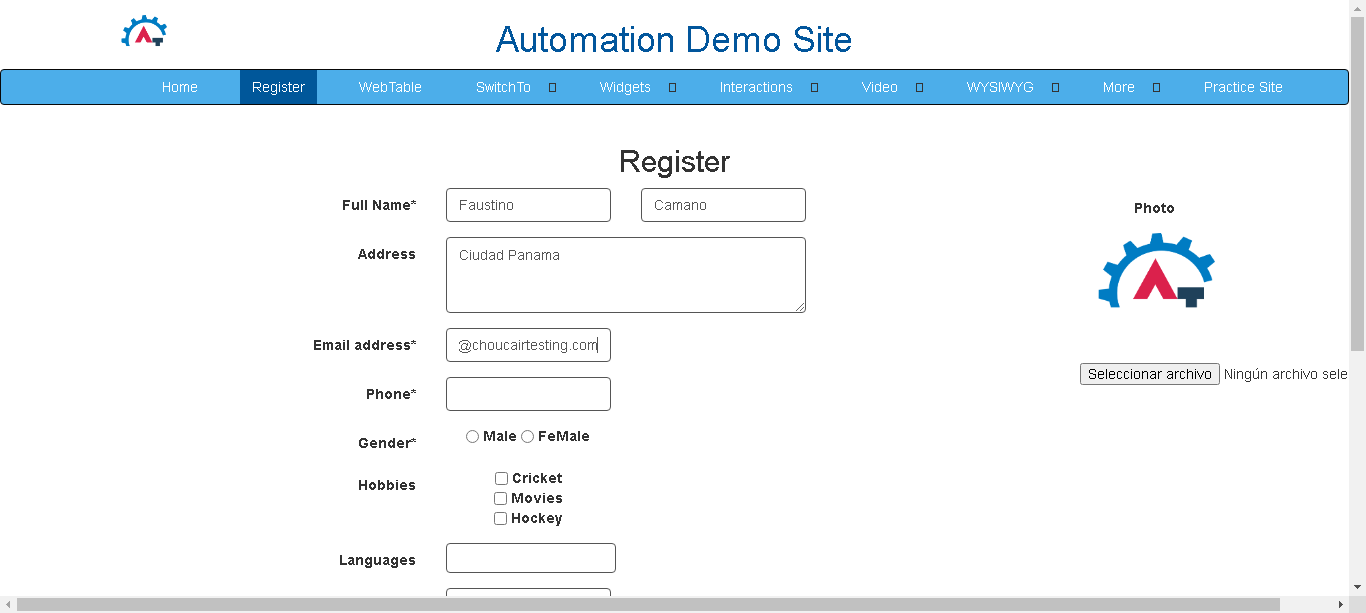 Automation Demo Site
Home Register WebTable SwitchTo Widgets Interactions Video WYSIWYG More Practice Site
Register
Full Name* Faustino Camano
Photo
Address Ciudad Panama
Email address* @choucairtesting.com
Seleccionar archivo Ningún archivo sele
Phone*
Gender* Male FeMale
Hobbies Cricket
Movies
Hockey
Languages